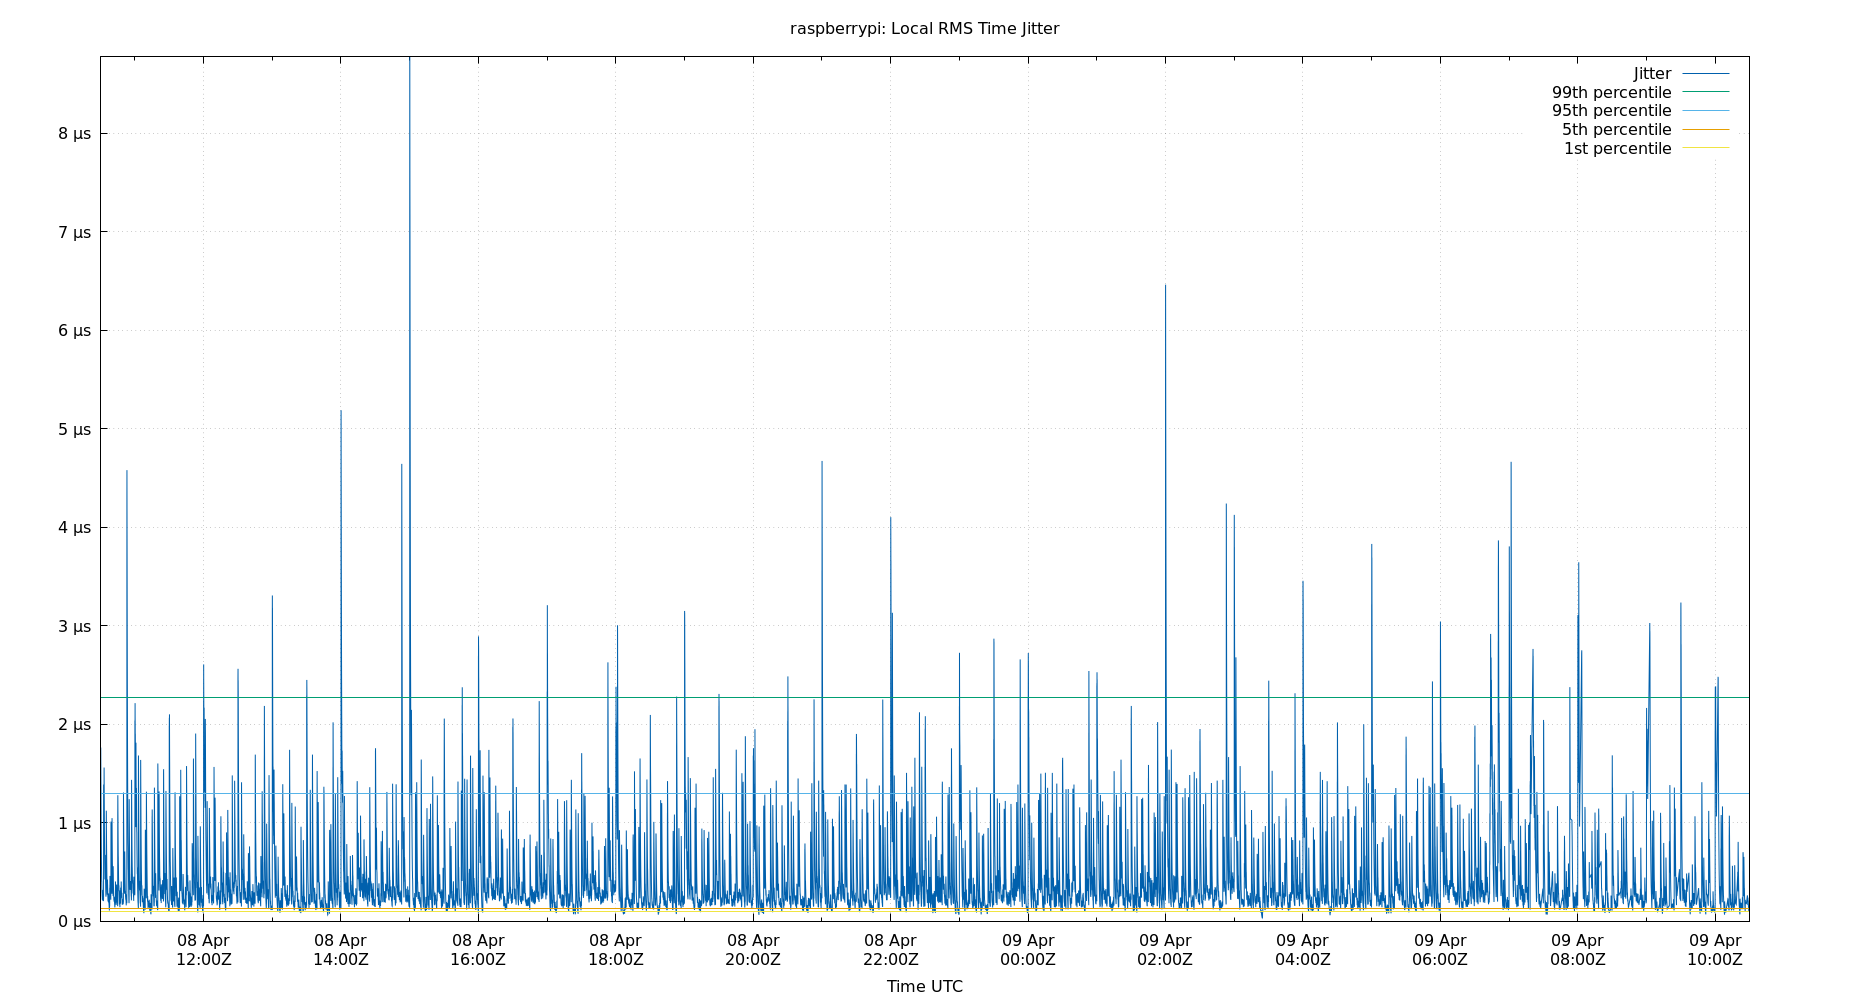 raspberrypi: Local RMS Time Jitter
Jitter
99th percentile
95th percentile
5th percentile
1st percentile
8 µs
7 µs
6 µs
5 µs
4 µs
3 µs
2 µs
1 µs
0 µs
08 Apr 08 Apr 08 Apr 08 Apr 08 Apr 08 Apr 09 Apr 09 Apr 09 Apr 09 Apr 09 Apr 09 Apr
12:00Z 14:00Z 16:00Z 18:00Z 20:00Z 22:00Z 00:00Z 02:00Z 04:00Z 06:00Z 08:00Z 10:00Z
Time UTC